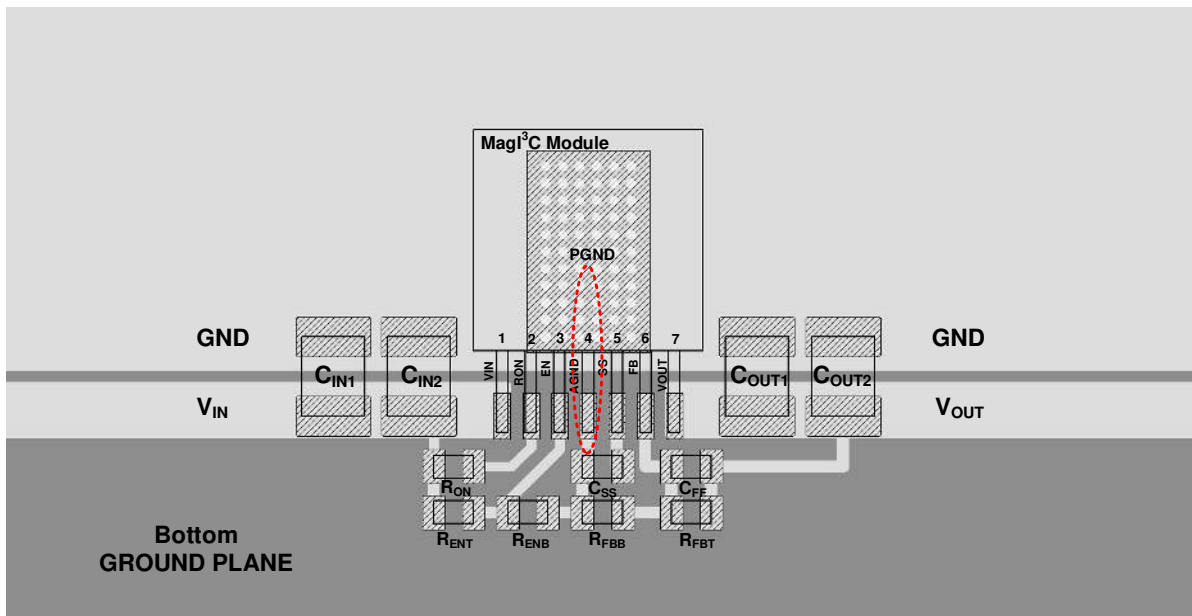 MagI³C Module
PGND
1 2 3 4 5 6 7
VIN
RON
EN
AGND
SS
FB
VOUT
GND
GND
CIN1
CIN2
COUT1
COUT2
VIN
VOUT
RON
CSS
CFF
RENT
RENB
RFBB
RFBT
Bottom
GROUND PLANE